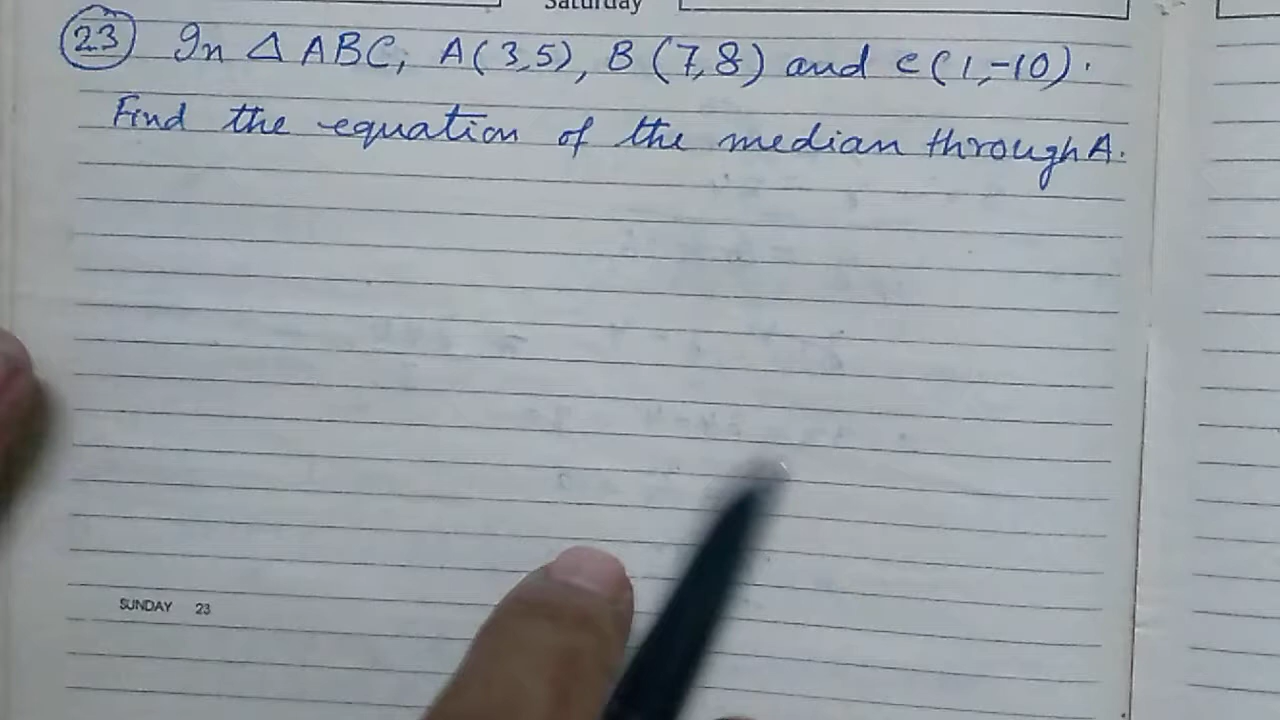 Saturday
23 In △ ABC, A(3,5), B (7,8) and C(1,-10).
Find the equation of the median through A.
SUNDAY 23